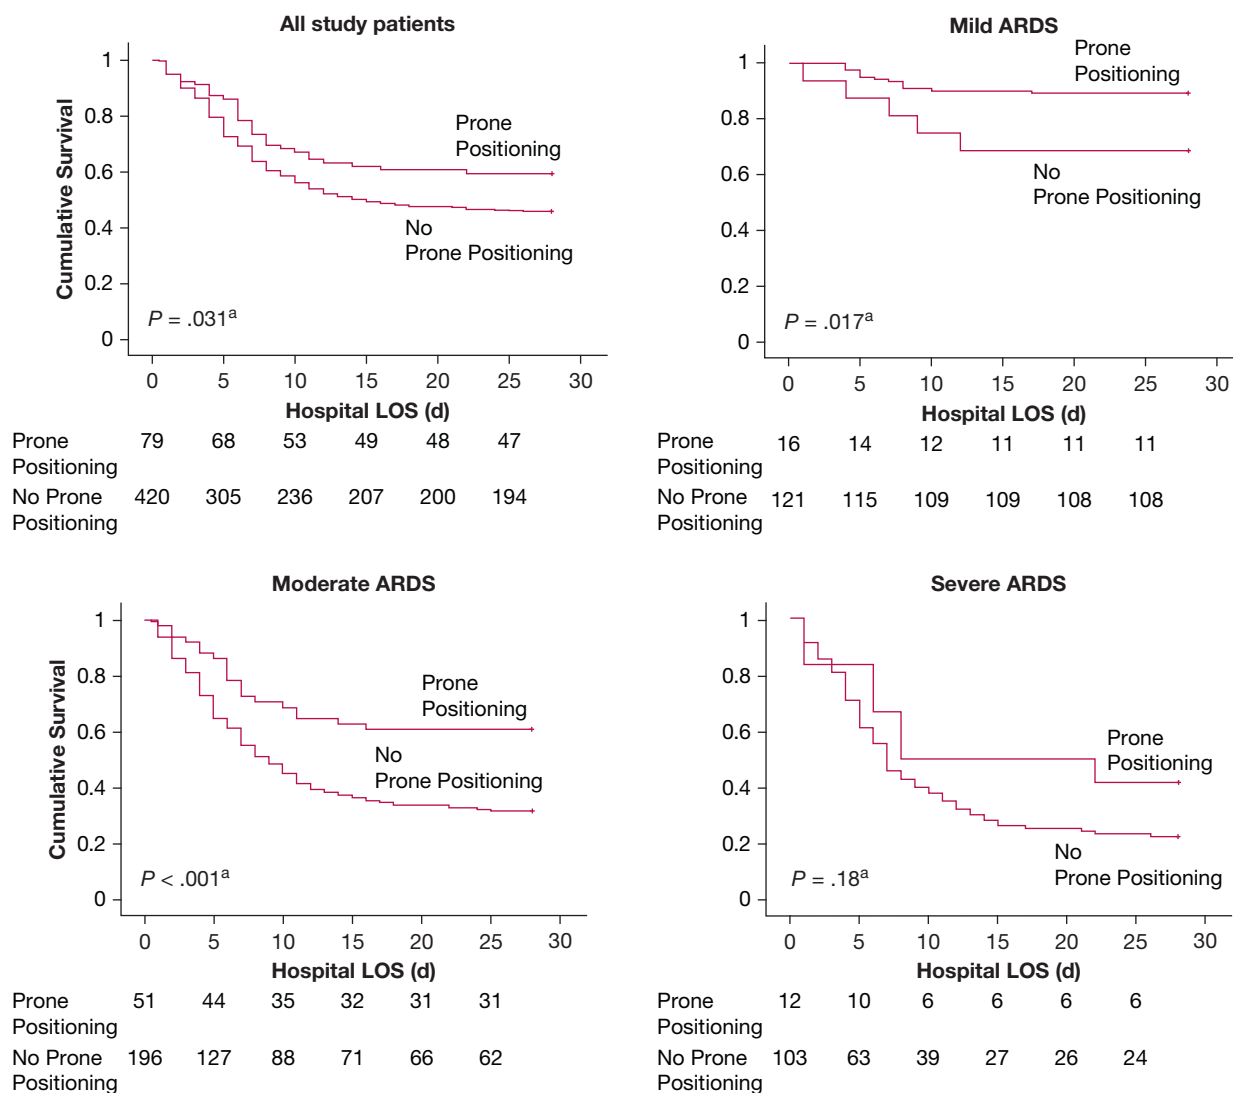 All study patients
Cumulative Survival
1
0.8
0.6
0.4
0.2
0
Prone
Positioning
No
Prone Positioning
P = .031a
0 5 10 15 20 25 30
Hospital LOS (d)
Prone
Positioning
79 68 53 49 48 47
No Prone
Positioning
420 305 236 207 200 194
Mild ARDS
1
0.8
0.6
0.4
0.2
0
Prone
Positioning
No
Prone Positioning
P = .017a
0 5 10 15 20 25 30
Hospital LOS (d)
Prone
Positioning
16 14 12 11 11 11
No Prone
Positioning
121 115 109 109 108 108
Moderate ARDS
Cumulative Survival
1
0.8
0.6
0.4
0.2
0
Prone
Positioning
No
Prone Positioning
P < .001a
0 5 10 15 20 25 30
Hospital LOS (d)
Prone
Positioning
51 44 35 32 31 31
No Prone
Positioning
196 127 88 71 66 62
Severe ARDS
1
0.8
0.6
0.4
0.2
0
Prone
Positioning
No
Prone Positioning
P = .18a
0 5 10 15 20 25 30
Hospital LOS (d)
Prone
Positioning
12 10 6 6 6 6
No Prone
Positioning
103 63 39 27 26 24